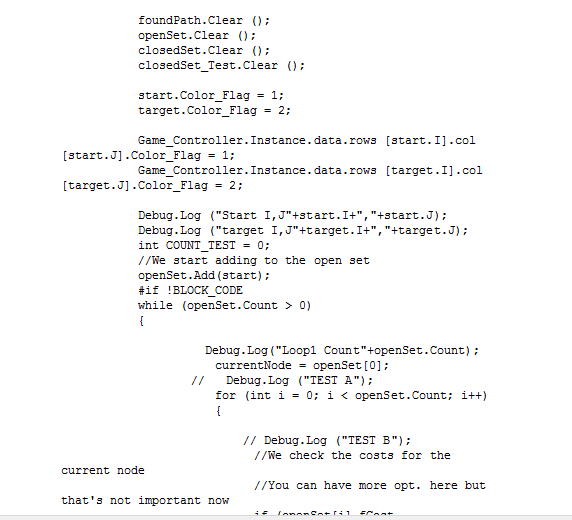 foundPath.Clear ();
openSet.Clear ();
closedSet.Clear ();
closedSet_Test.Clear ();
start.Color_Flag = 1;
target.Color_Flag = 2;
Game_Controller.Instance.data.rows [start.I].col
[start.J].Color_Flag = 1;
Game_Controller.Instance.data.rows [target.I].col
[target.J].Color_Flag = 2;
Debug.Log ("Start I,J"+start.I+","+start.J);
Debug.Log ("target I,J"+target.I+","+target.J);
int COUNT_TEST = 0;
//We start adding to the open set
openSet.Add(start);
#if !BLOCK_CODE
while (openSet.Count > 0)
{
Debug.Log("Loop1 Count"+openSet.Count);
currentNode = openSet[0];
// Debug.Log ("TEST A");
for (int i = 0; i < openSet.Count; i++)
{
// Debug.Log ("TEST B");
//We check the costs for the
current node
//You can have more opt. here but
that's not important now
if (openSet[i].fCost